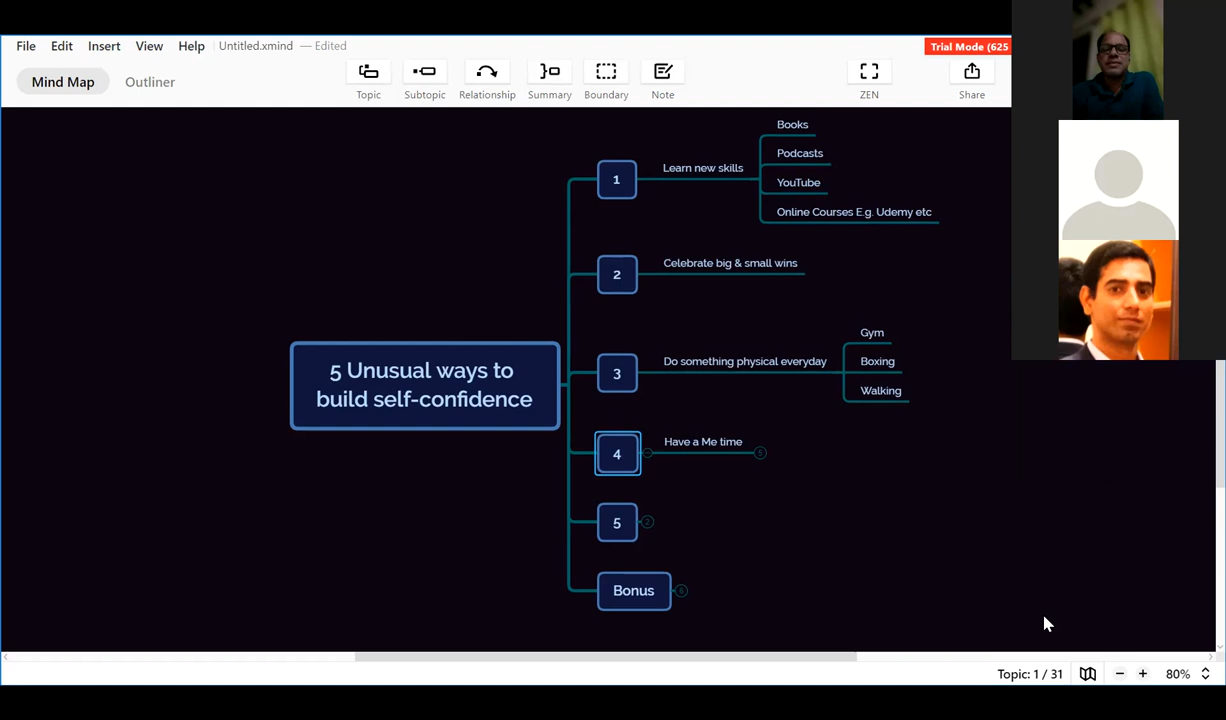 File Edit Insert View Help Untitled.xmind — Edited
Trial Mode (625
Mind Map Outliner
Topic Subtopic Relationship Summary Boundary Note ZEN Share
5 Unusual ways to
build self-confidence
1
Learn new skills
Books
Podcasts
YouTube
Online Courses E.g. Udemy etc
2
Celebrate big & small wins
3
Do something physical everyday
Gym
Boxing
Walking
4
Have a Me time
5
5
2
Bonus
6
Topic: 1 / 31
80%